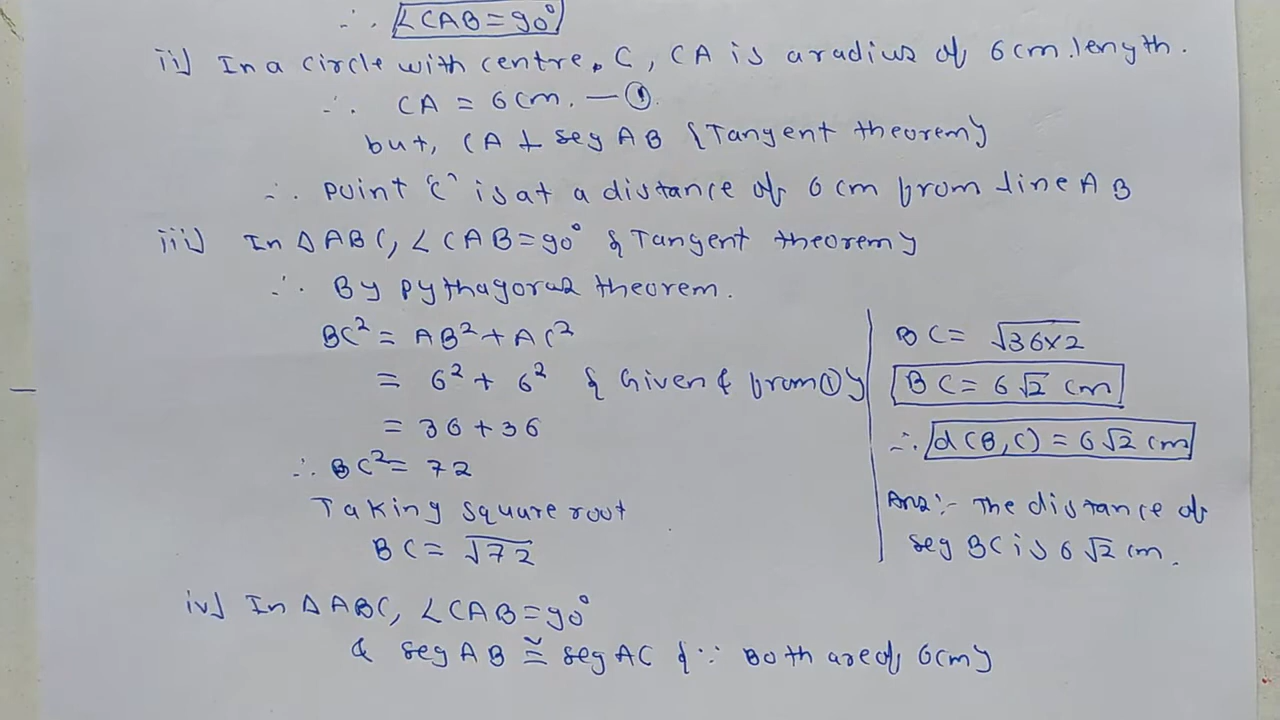 ∴ ∠CAB = 90°
ii) In a circle with centre, C, CA is a radius of 6 cm length.
∴ CA = 6 cm. — ①
but, CA ⊥ seg AB {Tangent theorem}
∴ point 'C' is at a distance of 6 cm from line AB
iii) In △ABC, ∠CAB = 90° {Tangent theorem}
∴ By pythagoras theorem.
BC² = AB² + AC²
= 6² + 6² {Given & from ①}
= 36 + 36
∴ BC² = 72
Taking square root
BC = √72
BC = √36×2
BC = 6√2 cm
∴ d(B,C) = 6√2 cm
Ans:- The distance of
seg BC is 6√2 cm.
iv) In △ABC, ∠CAB = 90°
& seg AB ≅ seg AC {∵ Both are of 6cm}